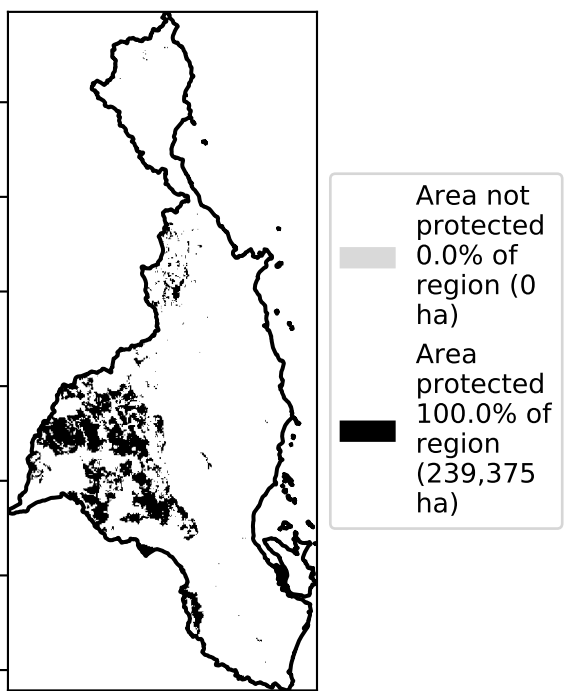 Area not
protected
0.0% of
region (0
ha)
Area
protected
100.0% of
region
(239,375
ha)